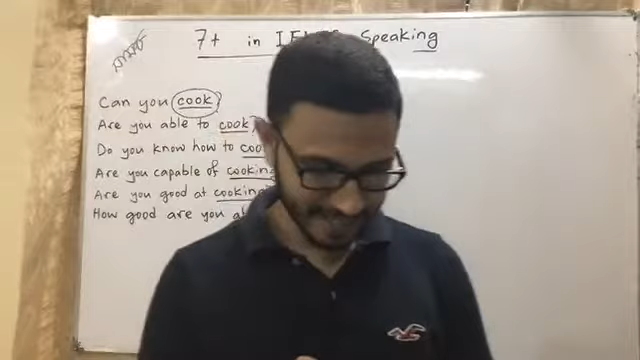 7+ in Speaking
Can you cook?
Are you able to cook?
Do you know how to
Are you capable of cooking
Are you good at cooking
How good are you